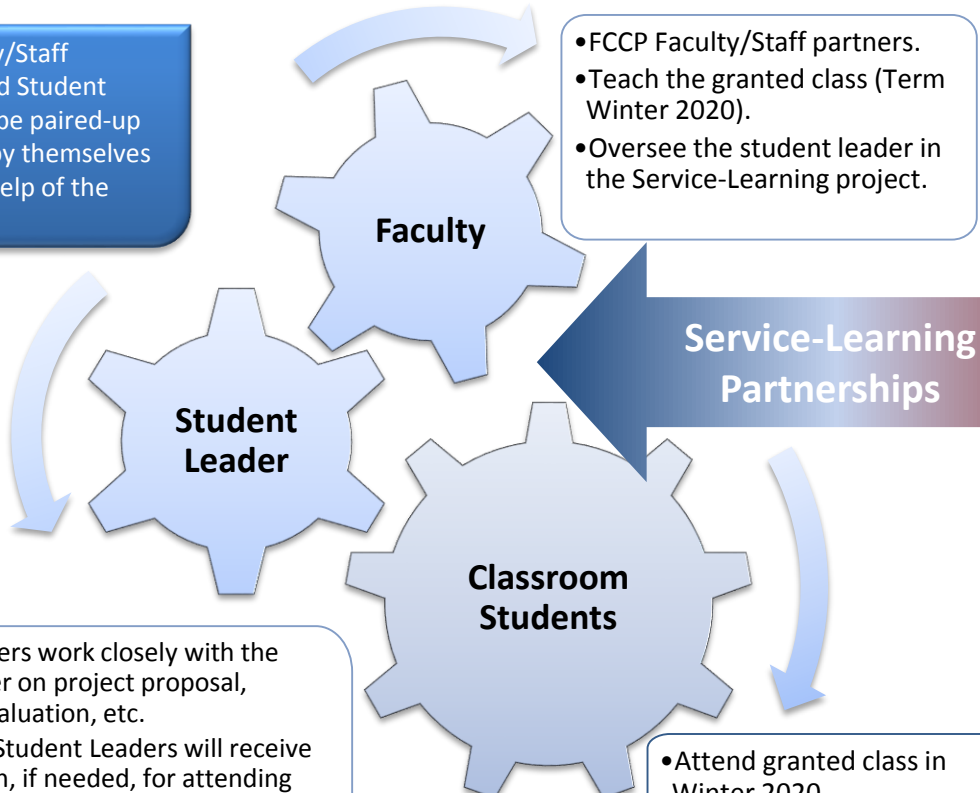 y/Staff
d Student
be paired-up
by themselves
elp of the
•FCCP Faculty/Staff partners.
•Teach the granted class (Term
Winter 2020).
•Oversee the student leader in
the Service-Learning project.
Faculty
Service-Learning
Partnerships
Student
Leader
Classroom
Students
ers work closely with the
er on project proposal,
aluation, etc.
Student Leaders will receive
n, if needed, for attending
•Attend granted class in
Winter 2020